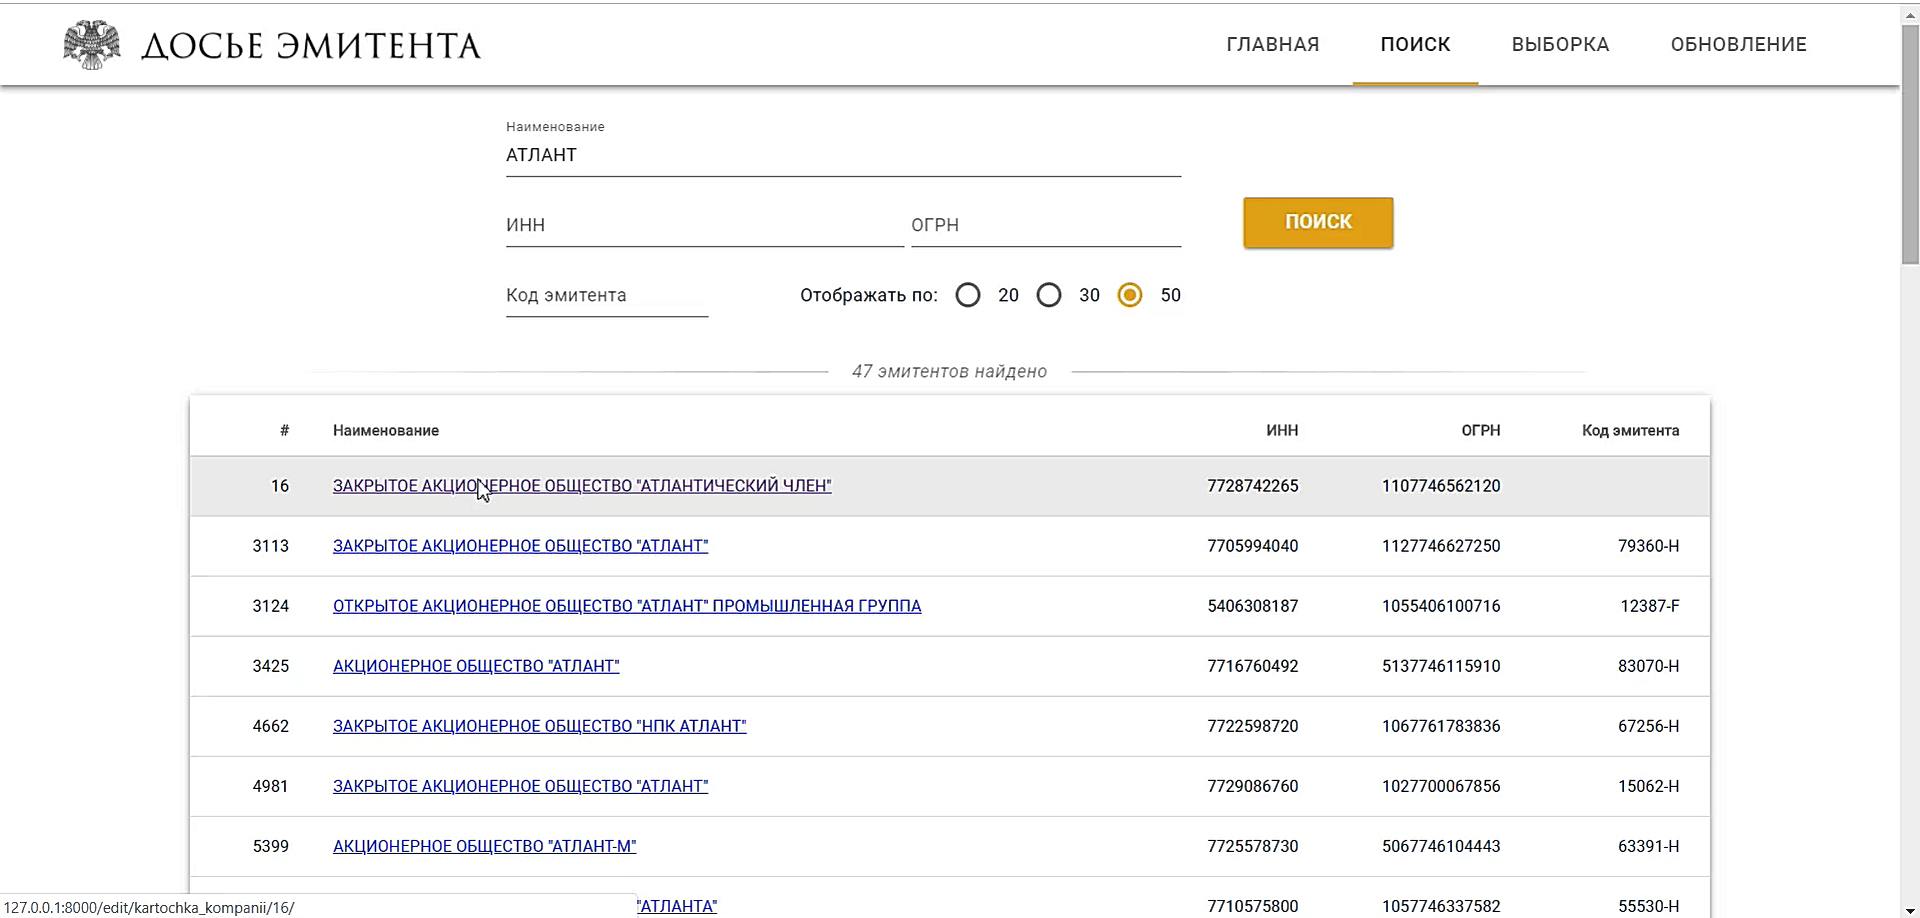 ДОСЬЕ ЭМИТЕНТА
ГЛАВНАЯ ПОИСК ВЫБОРКА ОБНОВЛЕНИЕ
Наименование
АТЛАНТ
ИНН ОГРН
ПОИСК
Код эмитента Отображать по: 20 30 50
47 эмитентов найдено
# Наименование ИНН ОГРН Код эмитента
16 ЗАКРЫТОЕ АКЦИОНЕРНОЕ ОБЩЕСТВО "АТЛАНТИЧЕСКИЙ ЧЛЕН" 7728742265 1107746562120
3113 ЗАКРЫТОЕ АКЦИОНЕРНОЕ ОБЩЕСТВО "АТЛАНТ" 7705994040 1127746627250 79360-H
3124 ОТКРЫТОЕ АКЦИОНЕРНОЕ ОБЩЕСТВО "АТЛАНТ" ПРОМЫШЛЕННАЯ ГРУППА 5406308187 1055406100716 12387-F
3425 АКЦИОНЕРНОЕ ОБЩЕСТВО "АТЛАНТ" 7716760492 5137746115910 83070-H
4662 ЗАКРЫТОЕ АКЦИОНЕРНОЕ ОБЩЕСТВО "НПК АТЛАНТ" 7722598720 1067761783836 67256-H
4981 ЗАКРЫТОЕ АКЦИОНЕРНОЕ ОБЩЕСТВО "АТЛАНТ" 7729086760 1027700067856 15062-H
5399 АКЦИОНЕРНОЕ ОБЩЕСТВО "АТЛАНТ-М" 7725578730 5067746104443 63391-H
"АТЛАНТА" 7710575800 1057746337582 55530-H
127.0.0.1:8000/edit/kartochka_kompanii/16/